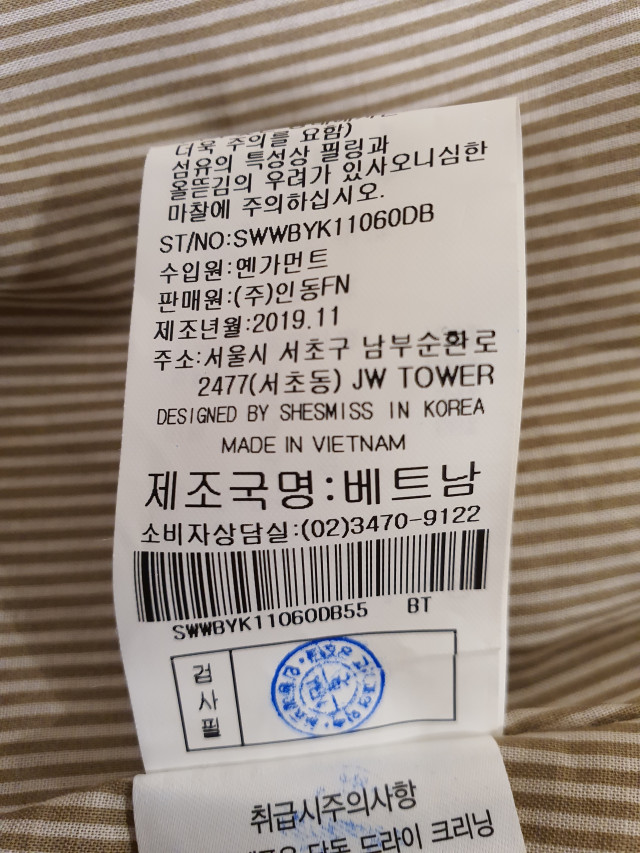 더욱 주의를 요함)
섬유의 특성상 필링과
올뜯김의 우려가 있사오니심한
마찰에 주의하십시오.
ST/NO:SWWBYK11060DB
수입원:옌가먼트
판매원:(주)인동FN
제조년월:2019.11
주소:서울시 서초구 남부순환로
2477(서초동) JW TOWER
DESIGNED BY SHESMISS IN KOREA
MADE IN VIETNAM
제조국명:베트남
소비자상담실:(02)3470-9122
SWWBYK11060DB55 BT
검사필
취급시주의사항
단독 드라이 크리닝